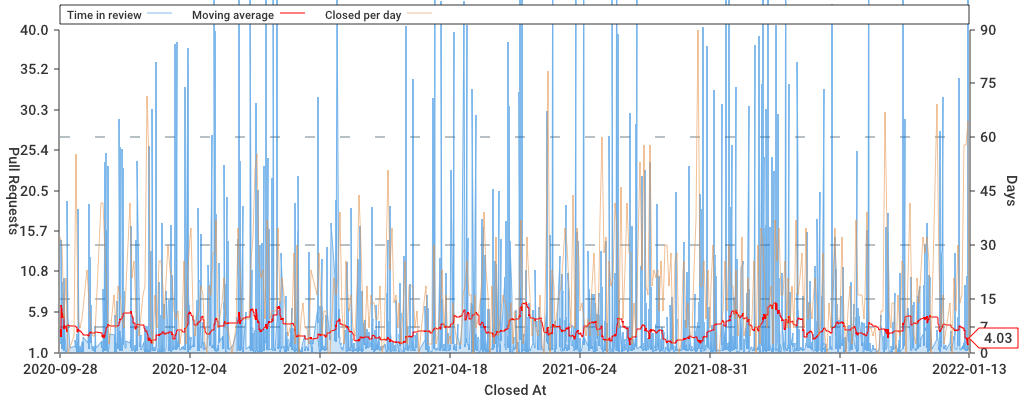 Time in review Moving average Closed per day
40.0 90
35.2 75
30.3 60
25.4
20.5 45
15.7 30
10.8 15
5.9 7
1.0 0
4.03
Pull Requests
Days
2020-09-28 2020-12-04 2021-02-09 2021-04-18 2021-06-24 2021-08-31 2021-11-06 2022-01-13
Closed At